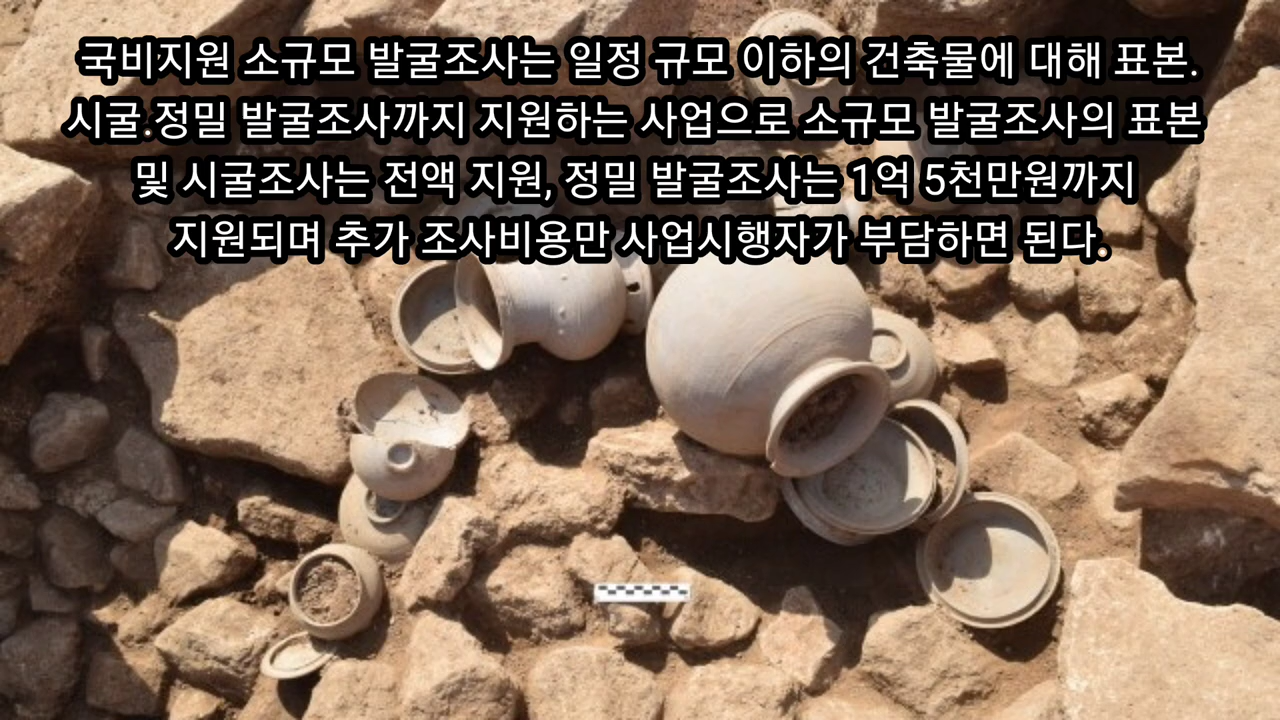 국비지원 소규모 발굴조사는 일정 규모 이하의 건축물에 대해 표본.
시굴.정밀 발굴조사까지 지원하는 사업으로 소규모 발굴조사의 표본
및 시굴조사는 전액 지원, 정밀 발굴조사는 1억 5천만원까지
지원되며 추가 조사비용만 사업시행자가 부담하면 된다.